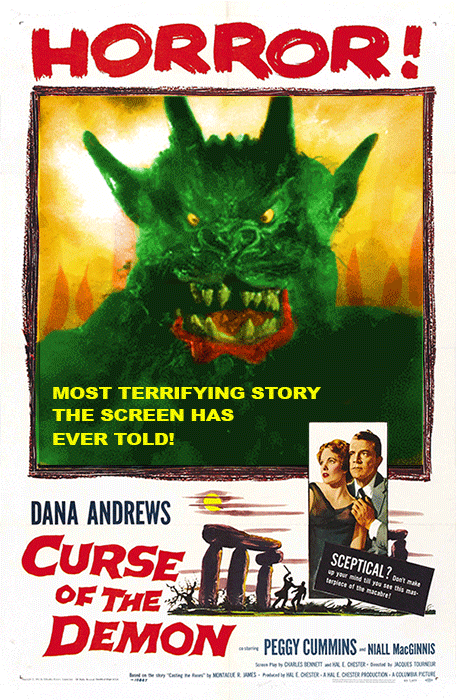 HORROR!
MOST TERRIFYING STORY
THE SCREEN HAS
EVER TOLD!
DANA ANDREWS
CURSE
OF THE
DEMON
SCEPTICAL? Don't make
up your mind till you see this mas-
terpiece of the macabre!
co-starring PEGGY CUMMINS with NIALL MacGINNIS
Screen Play by CHARLES BENNETT and HAL E. CHESTER · Directed by JACQUES TOURNEUR
Based on the story "Casting the Runes" by MONTAGUE R. JAMES · Produced by HAL E. CHESTER · A HAL E. CHESTER PRODUCTION · A COLUMBIA PICTURE